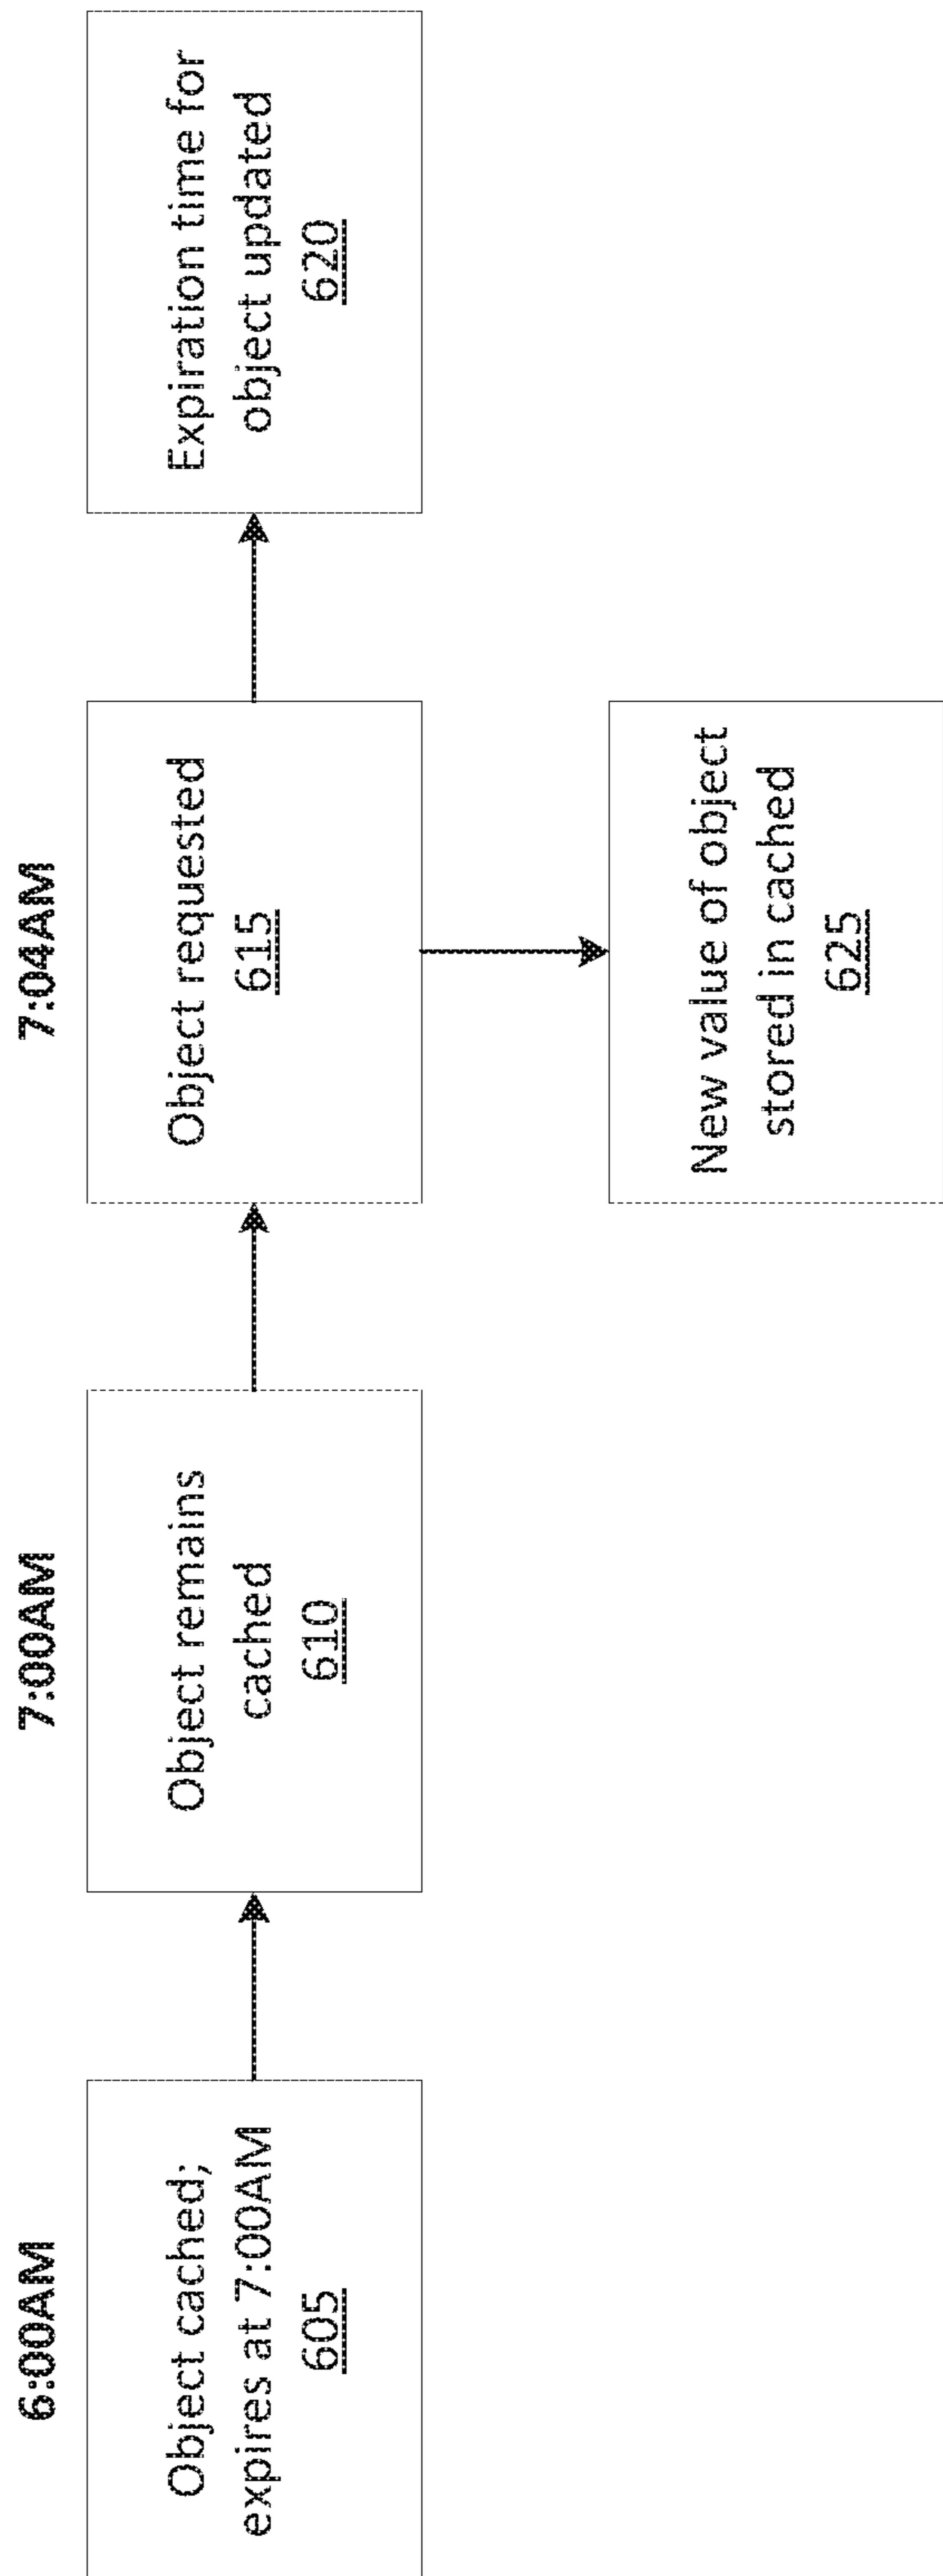 6:00AM
7:00AM
7:04AM
Object cached;
expires at 7:00AM
605
Object remains
cached
610
Object requested
615
Expiration time for
object updated
620
New value of object
stored in cached
625